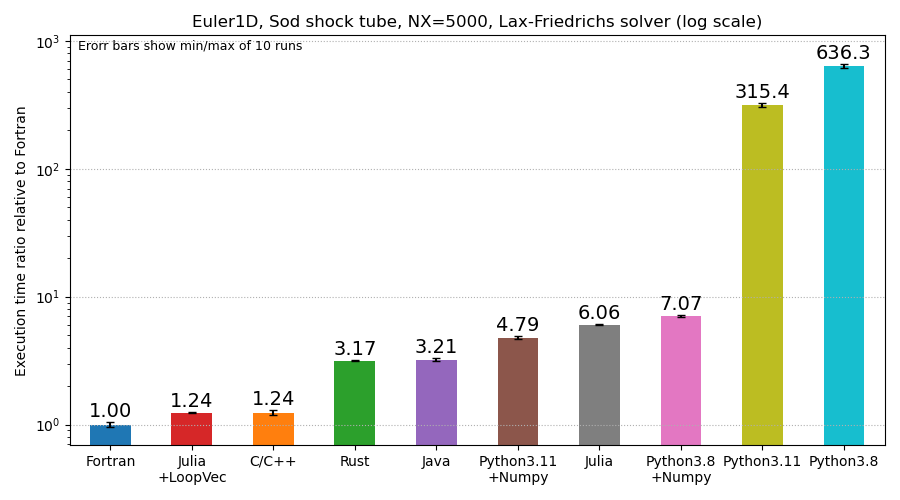 Euler1D, Sod shock tube, NX=5000, Lax-Friedrichs solver (log scale)
Erorr bars show min/max of 10 runs
Execution time ratio relative to Fortran
10³
10²
10¹
10⁰
1.00
1.24
1.24
3.17
3.21
4.79
6.06
7.07
315.4
636.3
Fortran
Julia
+LoopVec
C/C++
Rust
Java
Python3.11
+Numpy
Julia
Python3.8
+Numpy
Python3.11
Python3.8